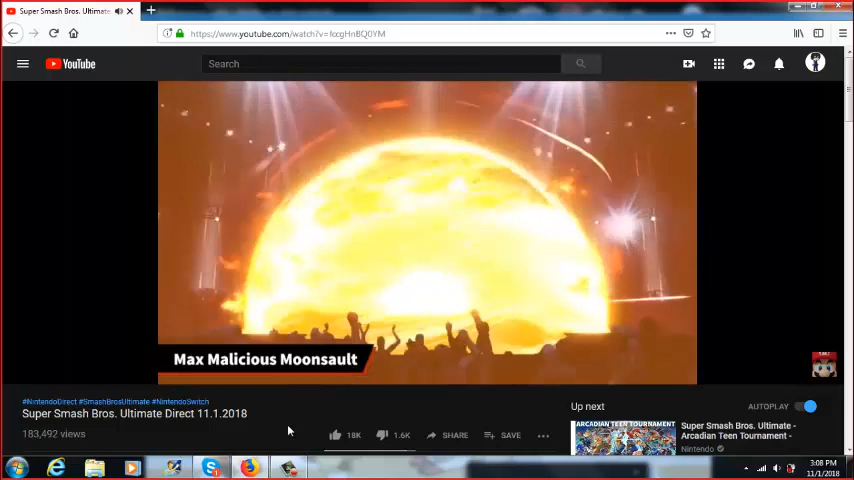 Super Smash Bros. Ultimate
https://www.youtube.com/watch?v=fccgHnBQ0YM
YouTube
Search
Max Malicious Moonsault
#NintendoDirect #SmashBrosUltimate #NintendoSwitch
Super Smash Bros. Ultimate Direct 11.1.2018
183,492 views
18K
1.6K
SHARE
SAVE
Up next
AUTOPLAY
ARCADIAN TEEN TOURNAMENT
Super Smash Bros. Ultimate -
Arcadian Teen Tournament -
Nintendo
3:08 PM
11/1/2018